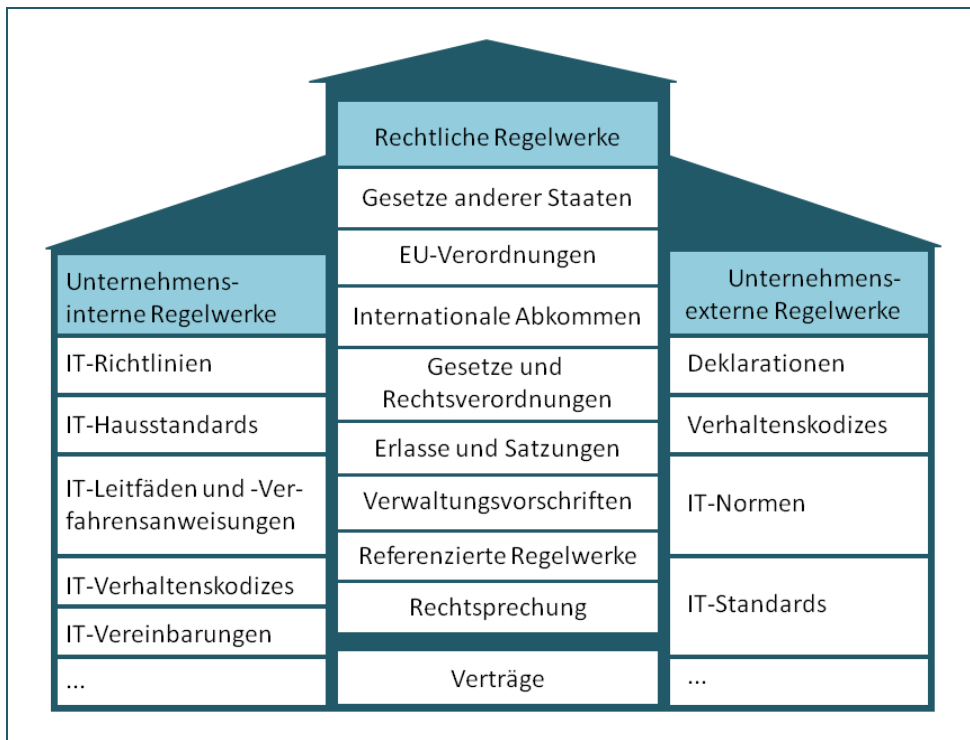 Unternehmens-
interne Regelwerke
IT-Richtlinien
IT-Hausstandards
IT-Leitfäden und -Ver-
fahrensanweisungen
IT-Verhaltenskodizes
IT-Vereinbarungen
...
Rechtliche Regelwerke
Gesetze anderer Staaten
EU-Verordnungen
Internationale Abkommen
Gesetze und
Rechtsverordnungen
Erlasse und Satzungen
Verwaltungsvorschriften
Referenzierte Regelwerke
Rechtsprechung
Verträge
Unternehmens-
externe Regelwerke
Deklarationen
Verhaltenskodizes
IT-Normen
IT-Standards
...